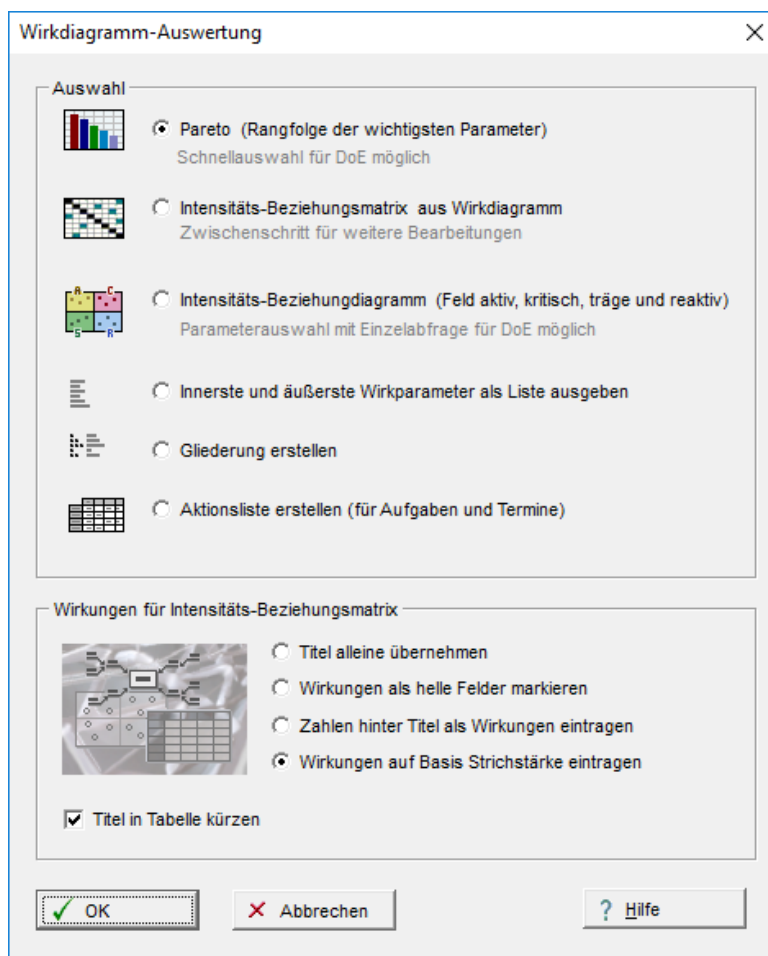 Wirkdiagramm-Auswertung
Auswahl
Pareto (Rangfolge der wichtigsten Parameter)
Schnellauswahl für DoE möglich
Intensitäts-Beziehungsmatrix aus Wirkdiagramm
Zwischenschritt für weitere Bearbeitungen
A C
Intensitäts-Beziehungdiagramm (Feld aktiv, kritisch, träge und reaktiv)
S R
Parameterauswahl mit Einzelabfrage für DoE möglich
Innerste und äußerste Wirkparameter als Liste ausgeben
Gliederung erstellen
Aktionsliste erstellen (für Aufgaben und Termine)
Wirkungen für Intensitäts-Beziehungsmatrix
Titel alleine übernehmen
Wirkungen als helle Felder markieren
Zahlen hinter Titel als Wirkungen eintragen
Wirkungen auf Basis Strichstärke eintragen
Titel in Tabelle kürzen
OK
Abbrechen
? Hilfe